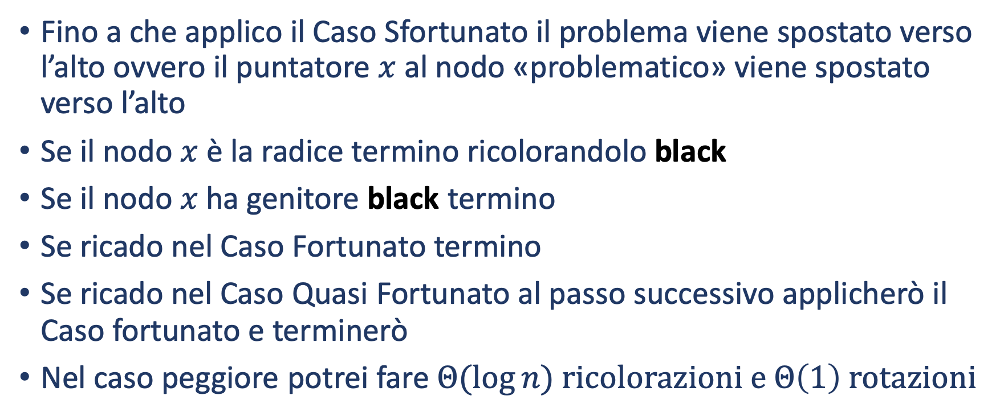 • Fino a che applico il Caso Sfortunato il problema viene spostato verso
l’alto ovvero il puntatore 𝑥 al nodo «problematico» viene spostato
verso l’alto
• Se il nodo 𝑥 è la radice termino ricolorandolo black
• Se il nodo 𝑥 ha genitore black termino
• Se ricado nel Caso Fortunato termino
• Se ricado nel Caso Quasi Fortunato al passo successivo applicherò il
Caso fortunato e terminerò
• Nel caso peggiore potrei fare Θ(log 𝑛) ricolorazioni e Θ(1) rotazioni